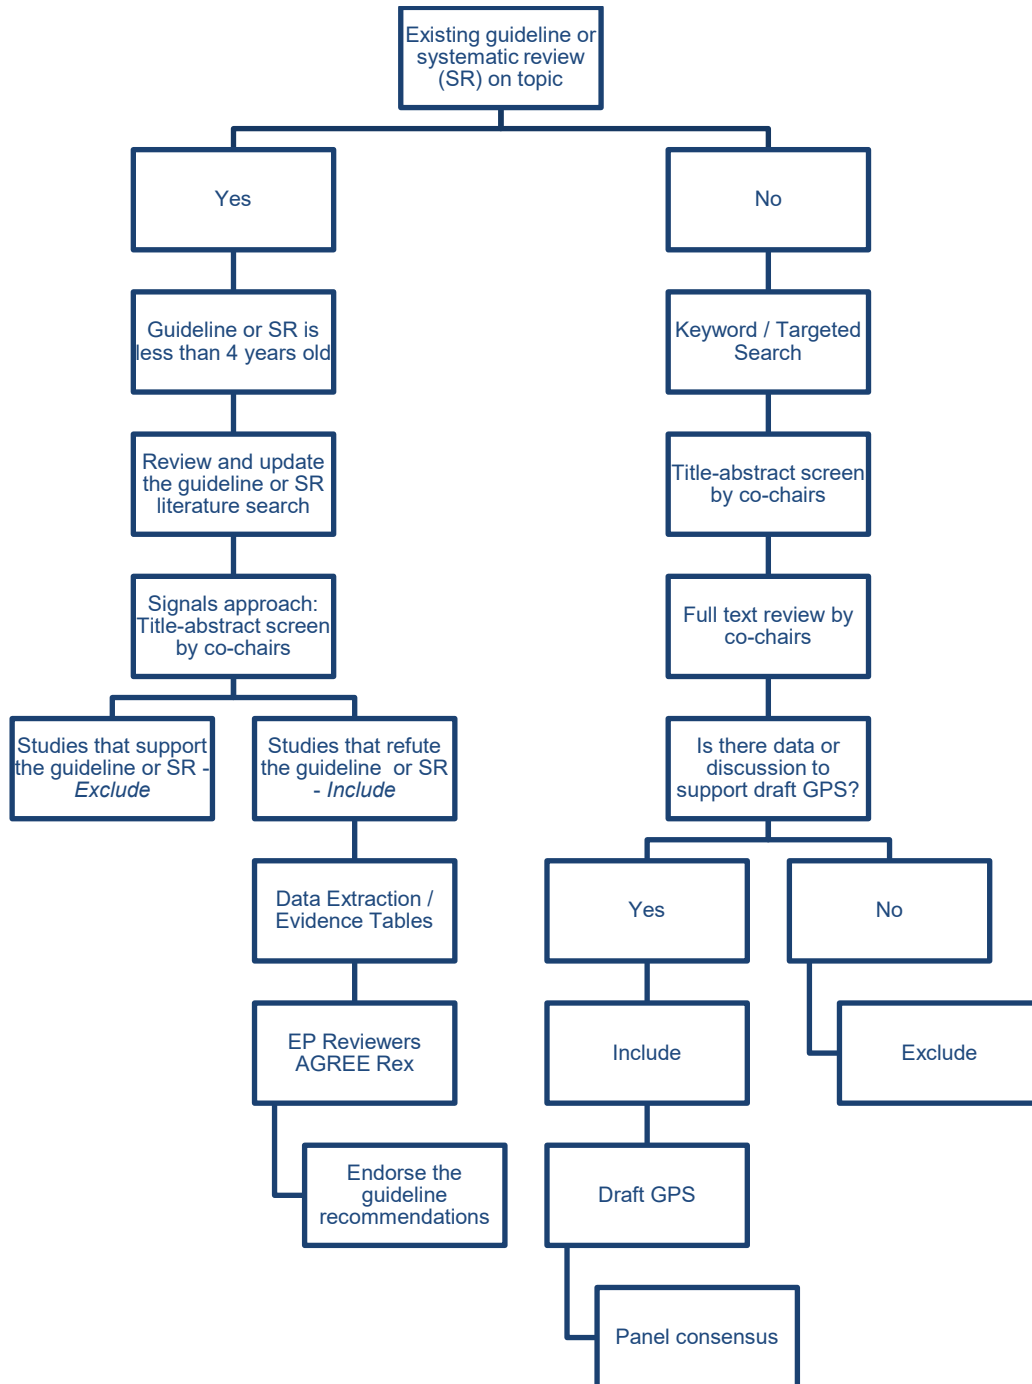 Existing guideline or
systematic review
(SR) on topic
Yes
No
Guideline or SR is
less than 4 years old
Keyword / Targeted
Search
Review and update
the guideline or SR
literature search
Title-abstract screen
by co-chairs
Signals approach:
Title-abstract screen
by co-chairs
Full text review by
co-chairs
Studies that support
the guideline or SR -
Exclude
Studies that refute
the guideline or SR
- Include
Is there data or
discussion to
support draft GPS?
Data Extraction /
Evidence Tables
Yes
No
EP Reviewers
AGREE Rex
Include
Exclude
Endorse the
guideline
recommendations
Draft GPS
Panel consensus